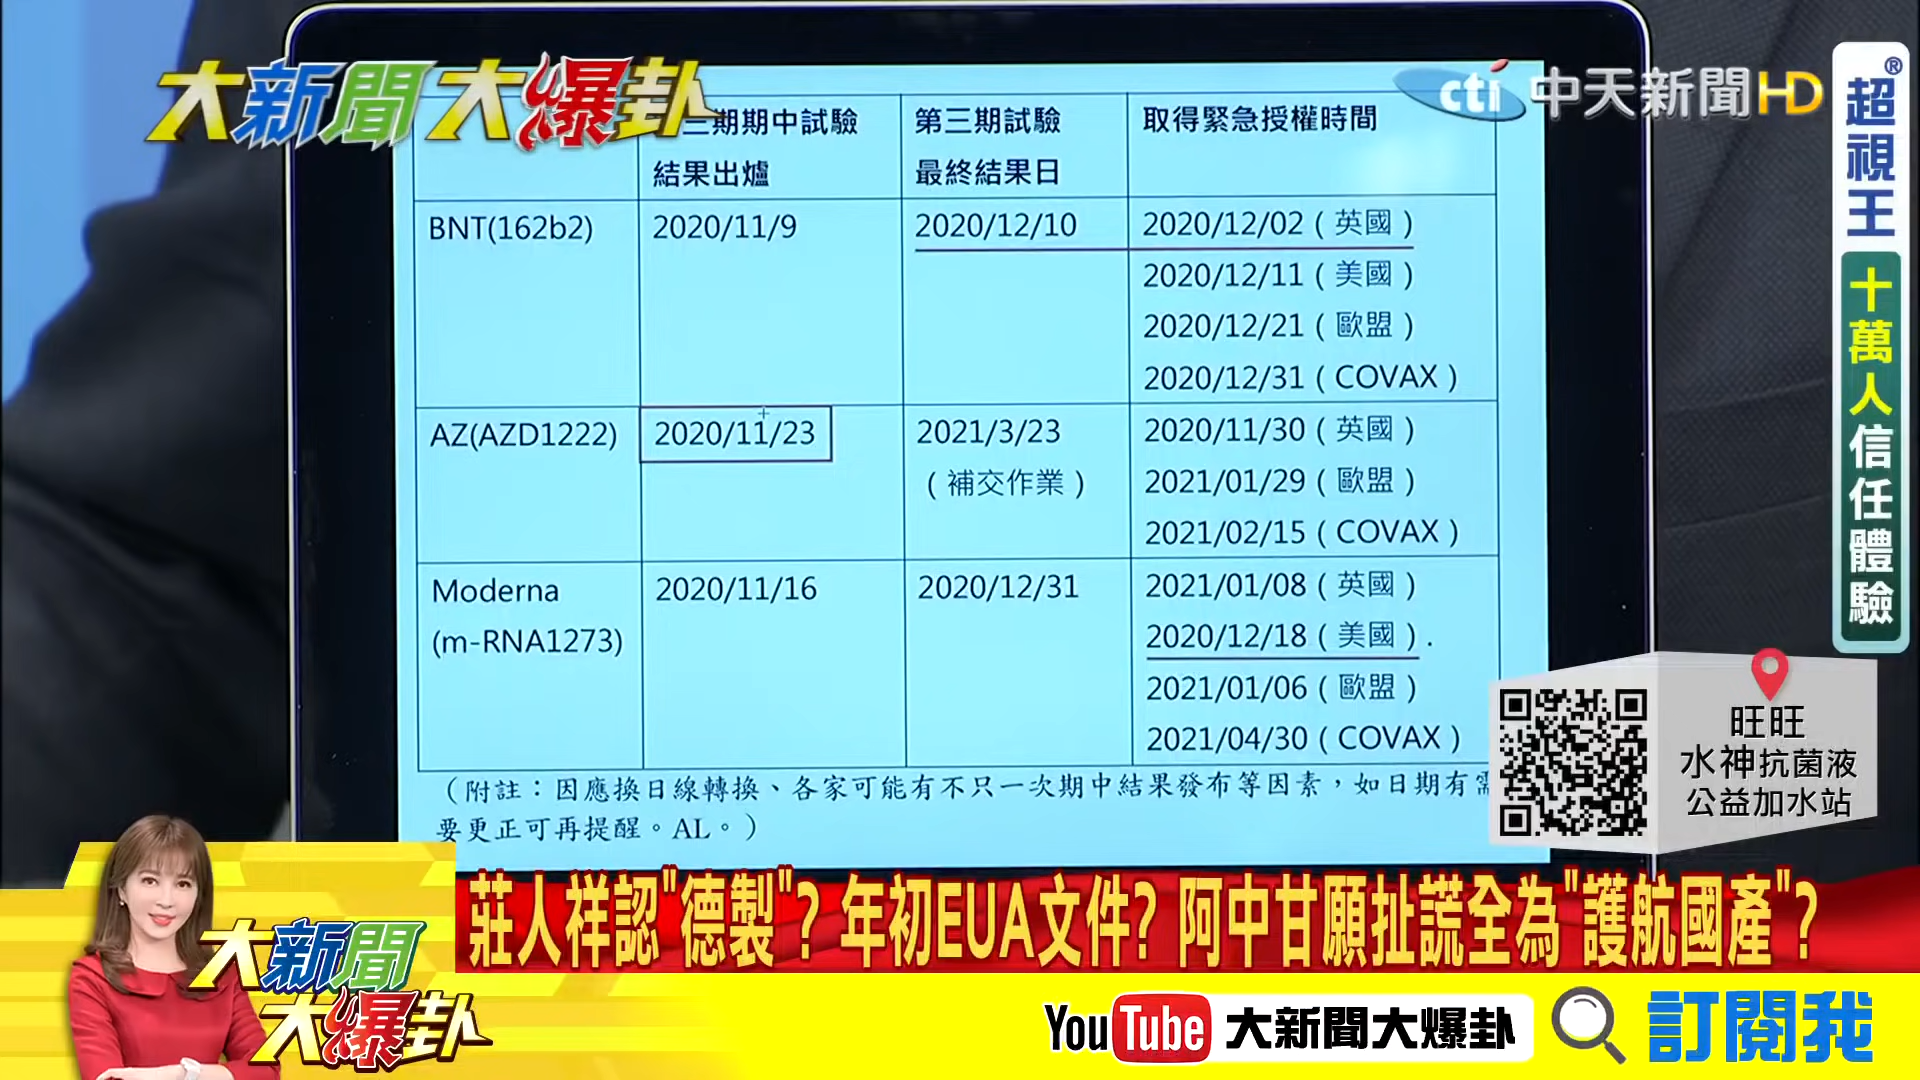 大新聞大爆卦
cti 中天新聞HD
超視王®
十萬人信任體驗
三期期中試驗
結果出爐
第三期試驗
最終結果日
取得緊急授權時間
BNT(162b2)
2020/11/9
2020/12/10
2020/12/02(英國)
2020/12/11(美國)
2020/12/21(歐盟)
2020/12/31(COVAX)
AZ(AZD1222)
2020/11/23
2021/3/23
(補交作業)
2020/11/30(英國)
2021/01/29(歐盟)
2021/02/15(COVAX)
Moderna
(m-RNA1273)
2020/11/16
2020/12/31
2021/01/08(英國)
2020/12/18(美國).
2021/01/06(歐盟)
2021/04/30(COVAX)
(附註：因應換日線轉換、各家可能有不只一次期中結果發布等因素，如日期有需
要更正可再提醒。AL。)
旺旺
水神抗菌液
公益加水站
莊人祥認"德製"? 年初EUA文件? 阿中甘願扯謊全為"護航國產"?
大新聞
大爆卦
YouTube 大新聞大爆卦
訂閱我